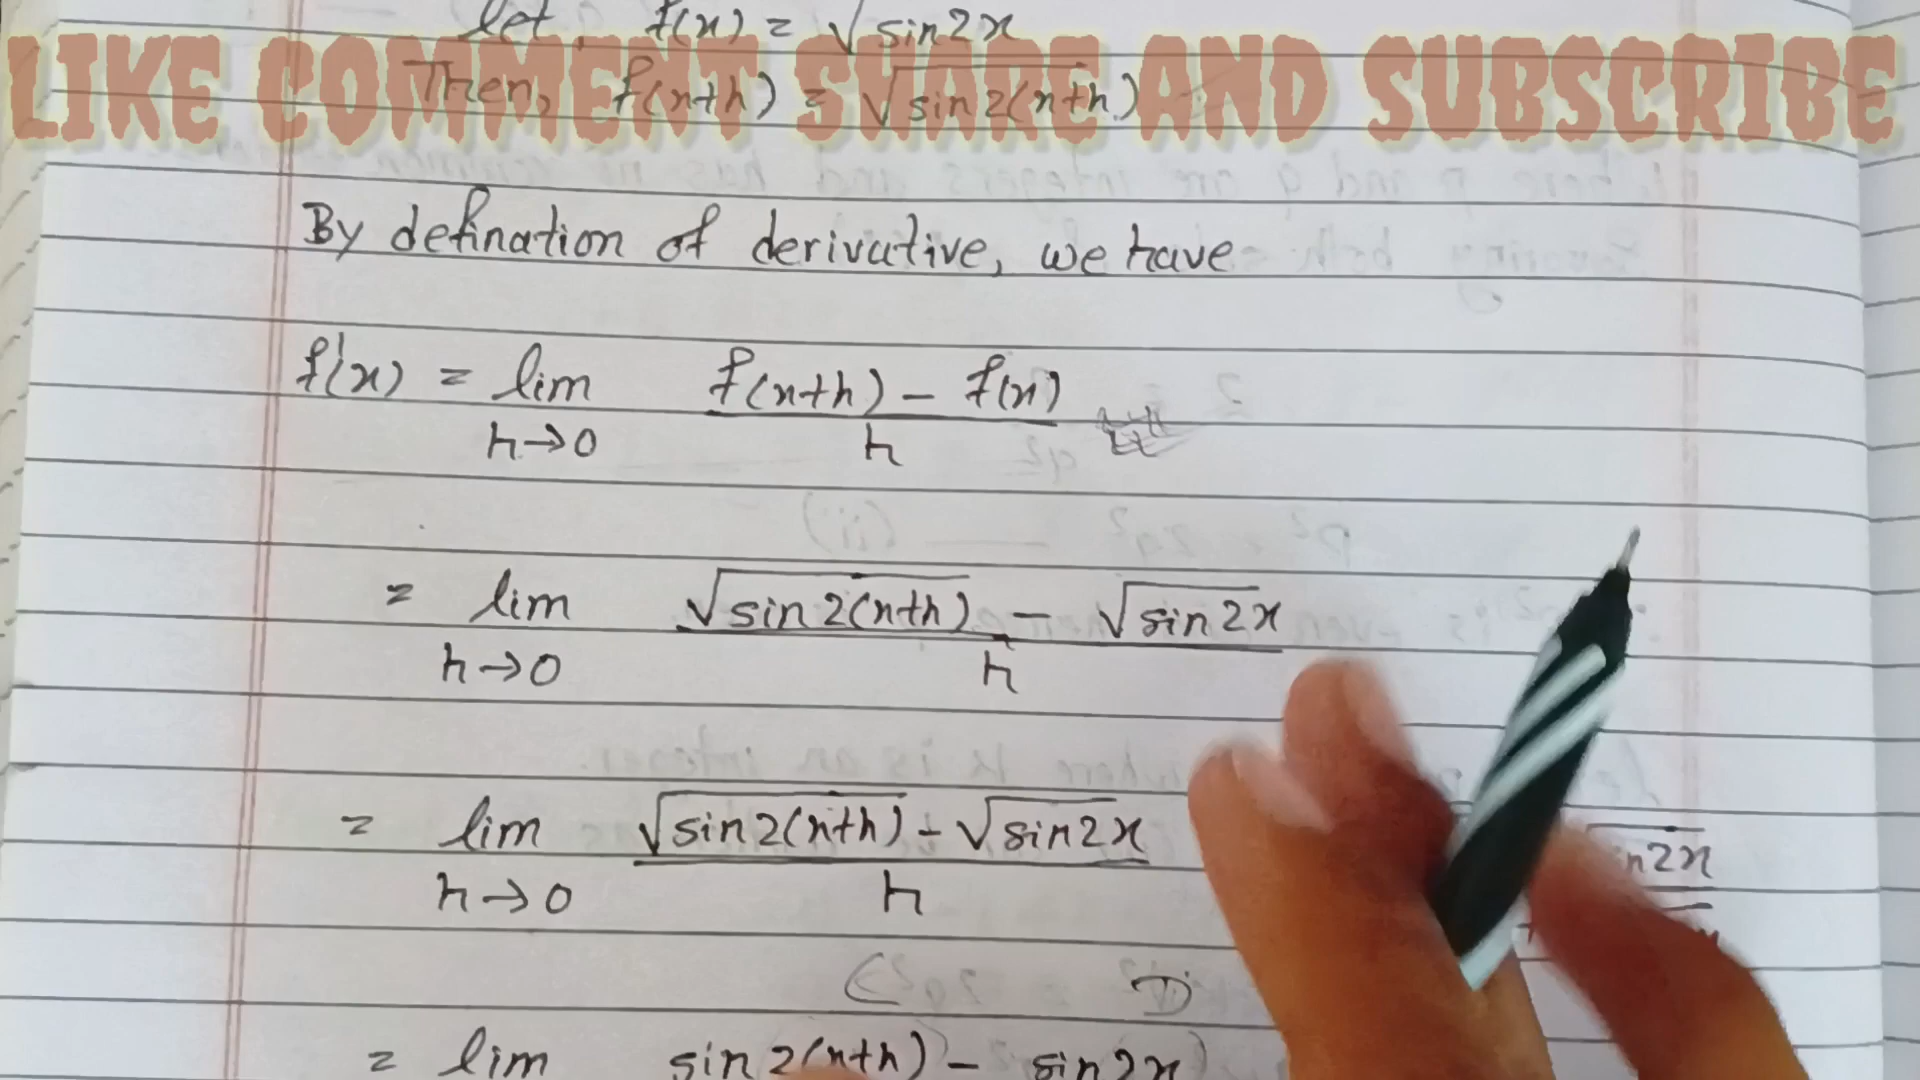 let, f(x) = √sin2x
LIKE COMMENT SHARE AND SUBSCRIBE
Then, f(x+h) = √sin2(x+h)
By defination of derivative, we have
f'(x) = lim f(x+h) - f(x)
h→0 h
= lim √sin2(x+h) - √sin2x
h→0 h
= lim √sin2(x+h) - √sin2x n2x
h→0 h
= lim sin2(x+h) - sin2x